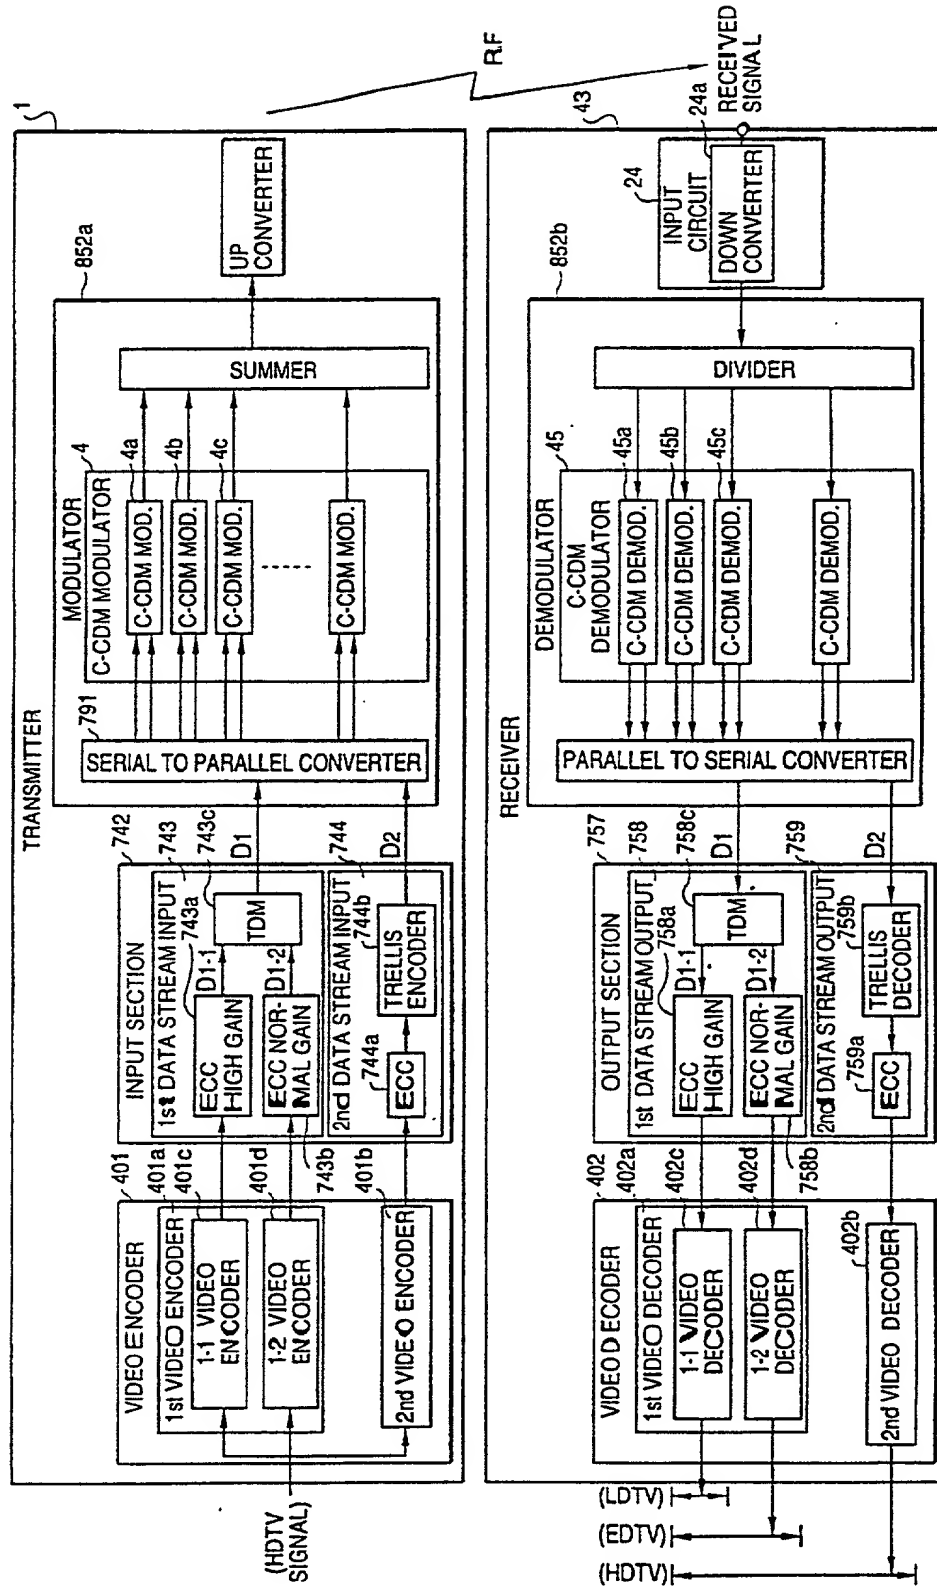 TRANSMITTER
1
(HDTV
SIGNAL)
VIDEO ENCODER
401
1st VIDEO ENCODER
401a
401c
1-1 VIDEO
ENCODER
401d
1-2 VIDEO
ENCODER
401b
2nd VIDEO ENCODER
INPUT SECTION
742
1st DATA STREAM INPUT
743
743a
ECC
HIGH GAIN
D1-1
743c
TDM
ECC NOR-
MAL GAIN
D1-2
743b
2nd DATA STREAM INPUT
744
744a
ECC
744b
TRELLIS
ENCODER
D1
D2
852a
791
SERIAL TO PARALLEL CONVERTER
MODULATOR
C-CDM MODULATOR
4
4a
C-CDM MOD.
4b
C-CDM MOD.
4c
C-CDM MOD.
C-CDM MOD.
SUMMER
UP
CONVERTER
R.F
RECEIVED
SIGNAL
RECEIVER
43
24
INPUT
CIRCUIT
24a
DOWN
CONVERTER
852b
DIVIDER
DEMODULATOR
C-CDM
DEMODULATOR
45
45a
C-CDM DEMOD.
45b
C-CDM DEMOD.
45c
C-CDM DEMOD.
C-CDM DEMOD.
PARALLEL TO SERIAL CONVERTER
D1
D2
OUTPUT SECTION
757
1st DATA STREAM OUTPUT
758
758a
ECC
HIGH GAIN
D1-1
758c
TDM
ECC NOR-
MAL GAIN
D1-2
758b
2nd DATA STREAM OUTPUT
759
759a
ECC
759b
TRELLIS
DECODER
VIDEO DECODER
402
1st VIDEO DECODER
402a
402c
1-1 VIDEO
DECODER
402d
1-2 VIDEO
DECODER
402b
2nd VIDEO DECODER
(LDTV)
(EDTV)
(HDTV)